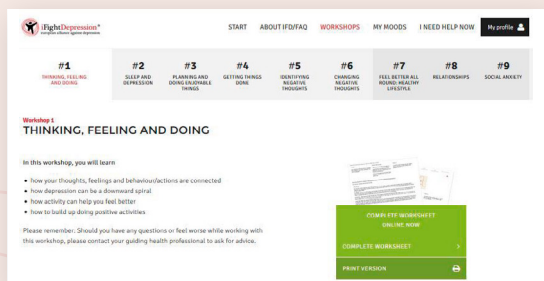 iFightDepression®
european alliance against depression
START ABOUT IFD/FAQ WORKSHOPS MY MOODS I NEED HELP NOW My profile
#1 #2 #3 #4 #5 #6 #7 #8 #9
THINKING, FEELING AND DOING
SLEEP AND DEPRESSION
PLANNING AND DOING ENJOYABLE THINGS
GETTING THINGS DONE
IDENTIFYING NEGATIVE THOUGHTS
CHANGING NEGATIVE THOUGHTS
FEEL BETTER ALL ROUND: HEALTHY LIFESTYLE
RELATIONSHIPS
SOCIAL ANXIETY
Workshop 1
THINKING, FEELING AND DOING
In this workshop, you will learn
• how your thoughts, feelings and behaviour/actions are connected
• how depression can be a downward spiral
• how activity can help you feel better
• how to build up doing positive activities
Please remember: Should you have any questions or feel worse while working with
this workshop, please contact your guiding health professional to ask for advice.
COMPLETE WORKSHEET
ONLINE NOW
COMPLETE WORKSHEET >
PRINT VERSION